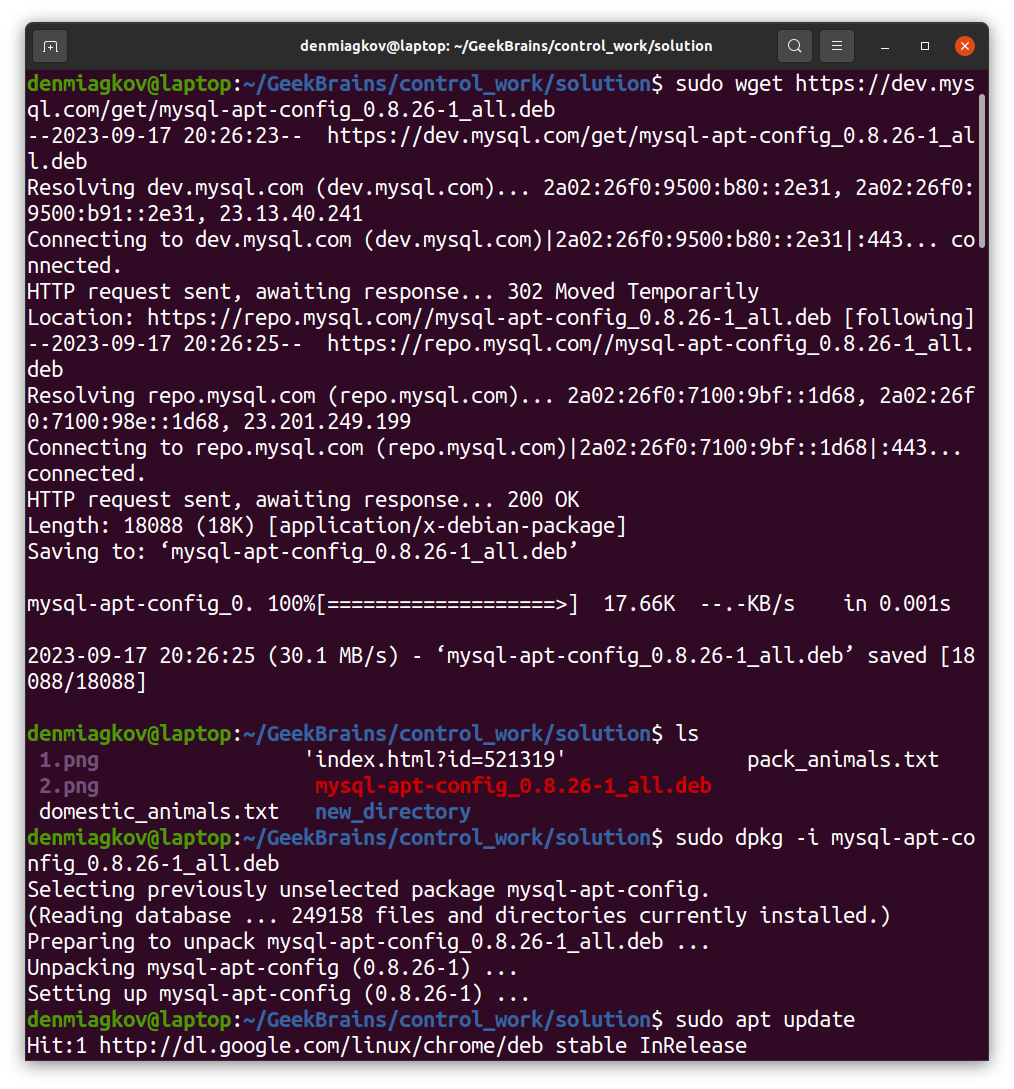 denmiagkov@laptop: ~/GeekBrains/control_work/solution
denmiagkov@laptop:~/GeekBrains/control_work/solution$ sudo wget https://dev.mys
ql.com/get/mysql-apt-config_0.8.26-1_all.deb
--2023-09-17 20:26:23--  https://dev.mysql.com/get/mysql-apt-config_0.8.26-1_al
l.deb
Resolving dev.mysql.com (dev.mysql.com)... 2a02:26f0:9500:b80::2e31, 2a02:26f0:
9500:b91::2e31, 23.13.40.241
Connecting to dev.mysql.com (dev.mysql.com)|2a02:26f0:9500:b80::2e31|:443... co
nnected.
HTTP request sent, awaiting response... 302 Moved Temporarily
Location: https://repo.mysql.com//mysql-apt-config_0.8.26-1_all.deb [following]
--2023-09-17 20:26:25--  https://repo.mysql.com//mysql-apt-config_0.8.26-1_all.
deb
Resolving repo.mysql.com (repo.mysql.com)... 2a02:26f0:7100:9bf::1d68, 2a02:26f
0:7100:98e::1d68, 23.201.249.199
Connecting to repo.mysql.com (repo.mysql.com)|2a02:26f0:7100:9bf::1d68|:443...
connected.
HTTP request sent, awaiting response... 200 OK
Length: 18088 (18K) [application/x-debian-package]
Saving to: ‘mysql-apt-config_0.8.26-1_all.deb’
mysql-apt-config_0. 100%[===================>]  17.66K  --.-KB/s    in 0.001s
2023-09-17 20:26:25 (30.1 MB/s) - ‘mysql-apt-config_0.8.26-1_all.deb’ saved [18
088/18088]
denmiagkov@laptop:~/GeekBrains/control_work/solution$ ls
1.png                 'index.html?id=521319'               pack_animals.txt
2.png                  mysql-apt-config_0.8.26-1_all.deb
domestic_animals.txt   new_directory
denmiagkov@laptop:~/GeekBrains/control_work/solution$ sudo dpkg -i mysql-apt-co
nfig_0.8.26-1_all.deb
Selecting previously unselected package mysql-apt-config.
(Reading database ... 249158 files and directories currently installed.)
Preparing to unpack mysql-apt-config_0.8.26-1_all.deb ...
Unpacking mysql-apt-config (0.8.26-1) ...
Setting up mysql-apt-config (0.8.26-1) ...
denmiagkov@laptop:~/GeekBrains/control_work/solution$ sudo apt update
Hit:1 http://dl.google.com/linux/chrome/deb stable InRelease